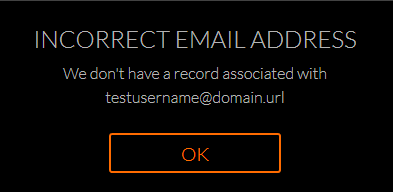 INCORRECT EMAIL ADDRESS
We don't have a record associated with
testusername@domain.url
OK